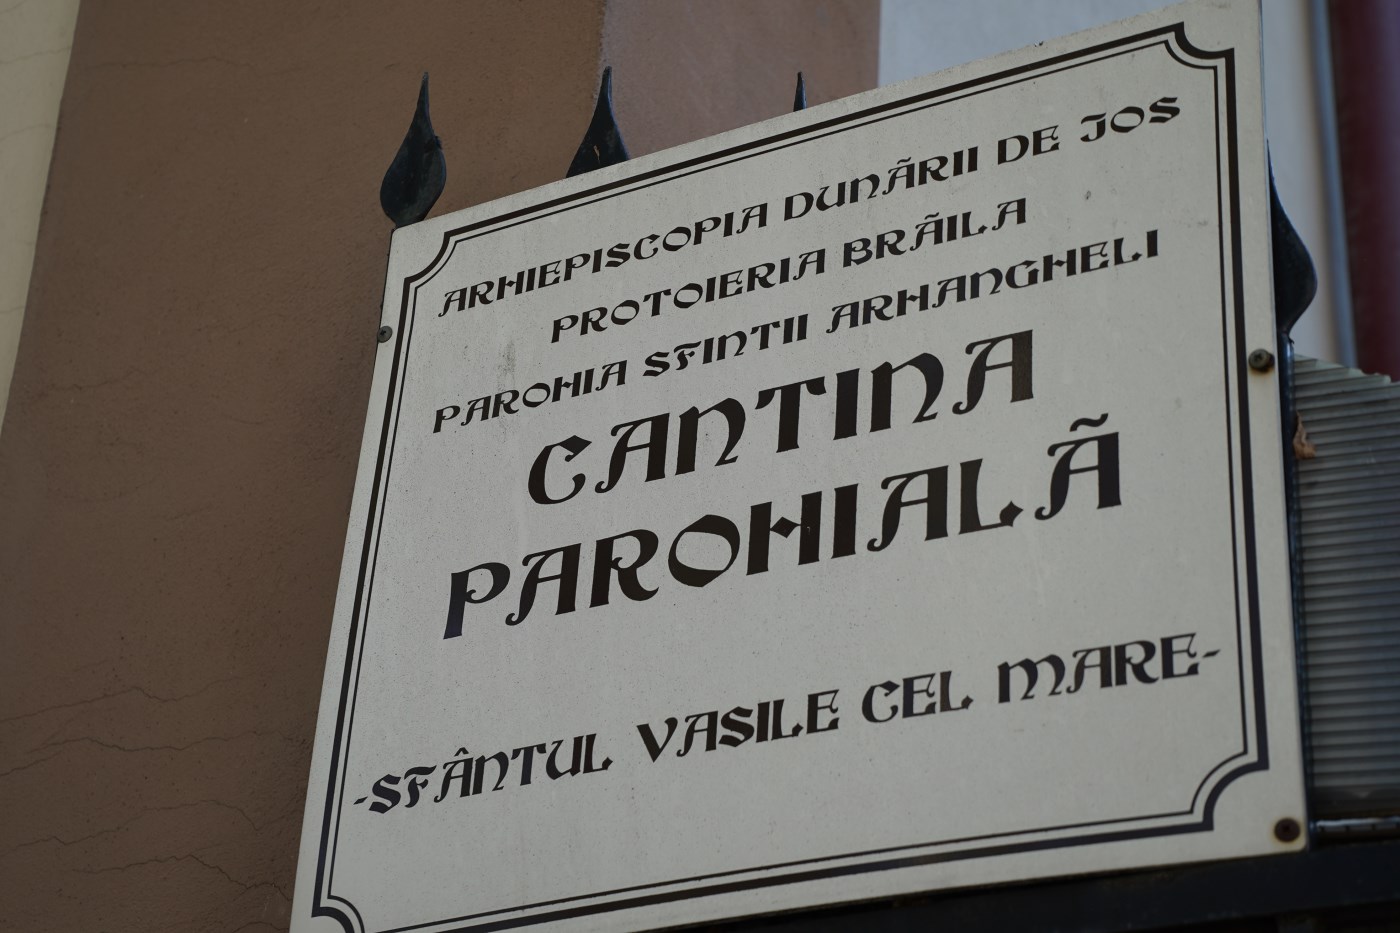 ARHIEPISCOPIA DUNÃRII DE JOS
PROTOIERIA BRÃILA
PAROHIA SFINTII ARHANGHELI
CANTINA
PAROHIALÃ
-SFÂNTUL VASILE CEL MARE-